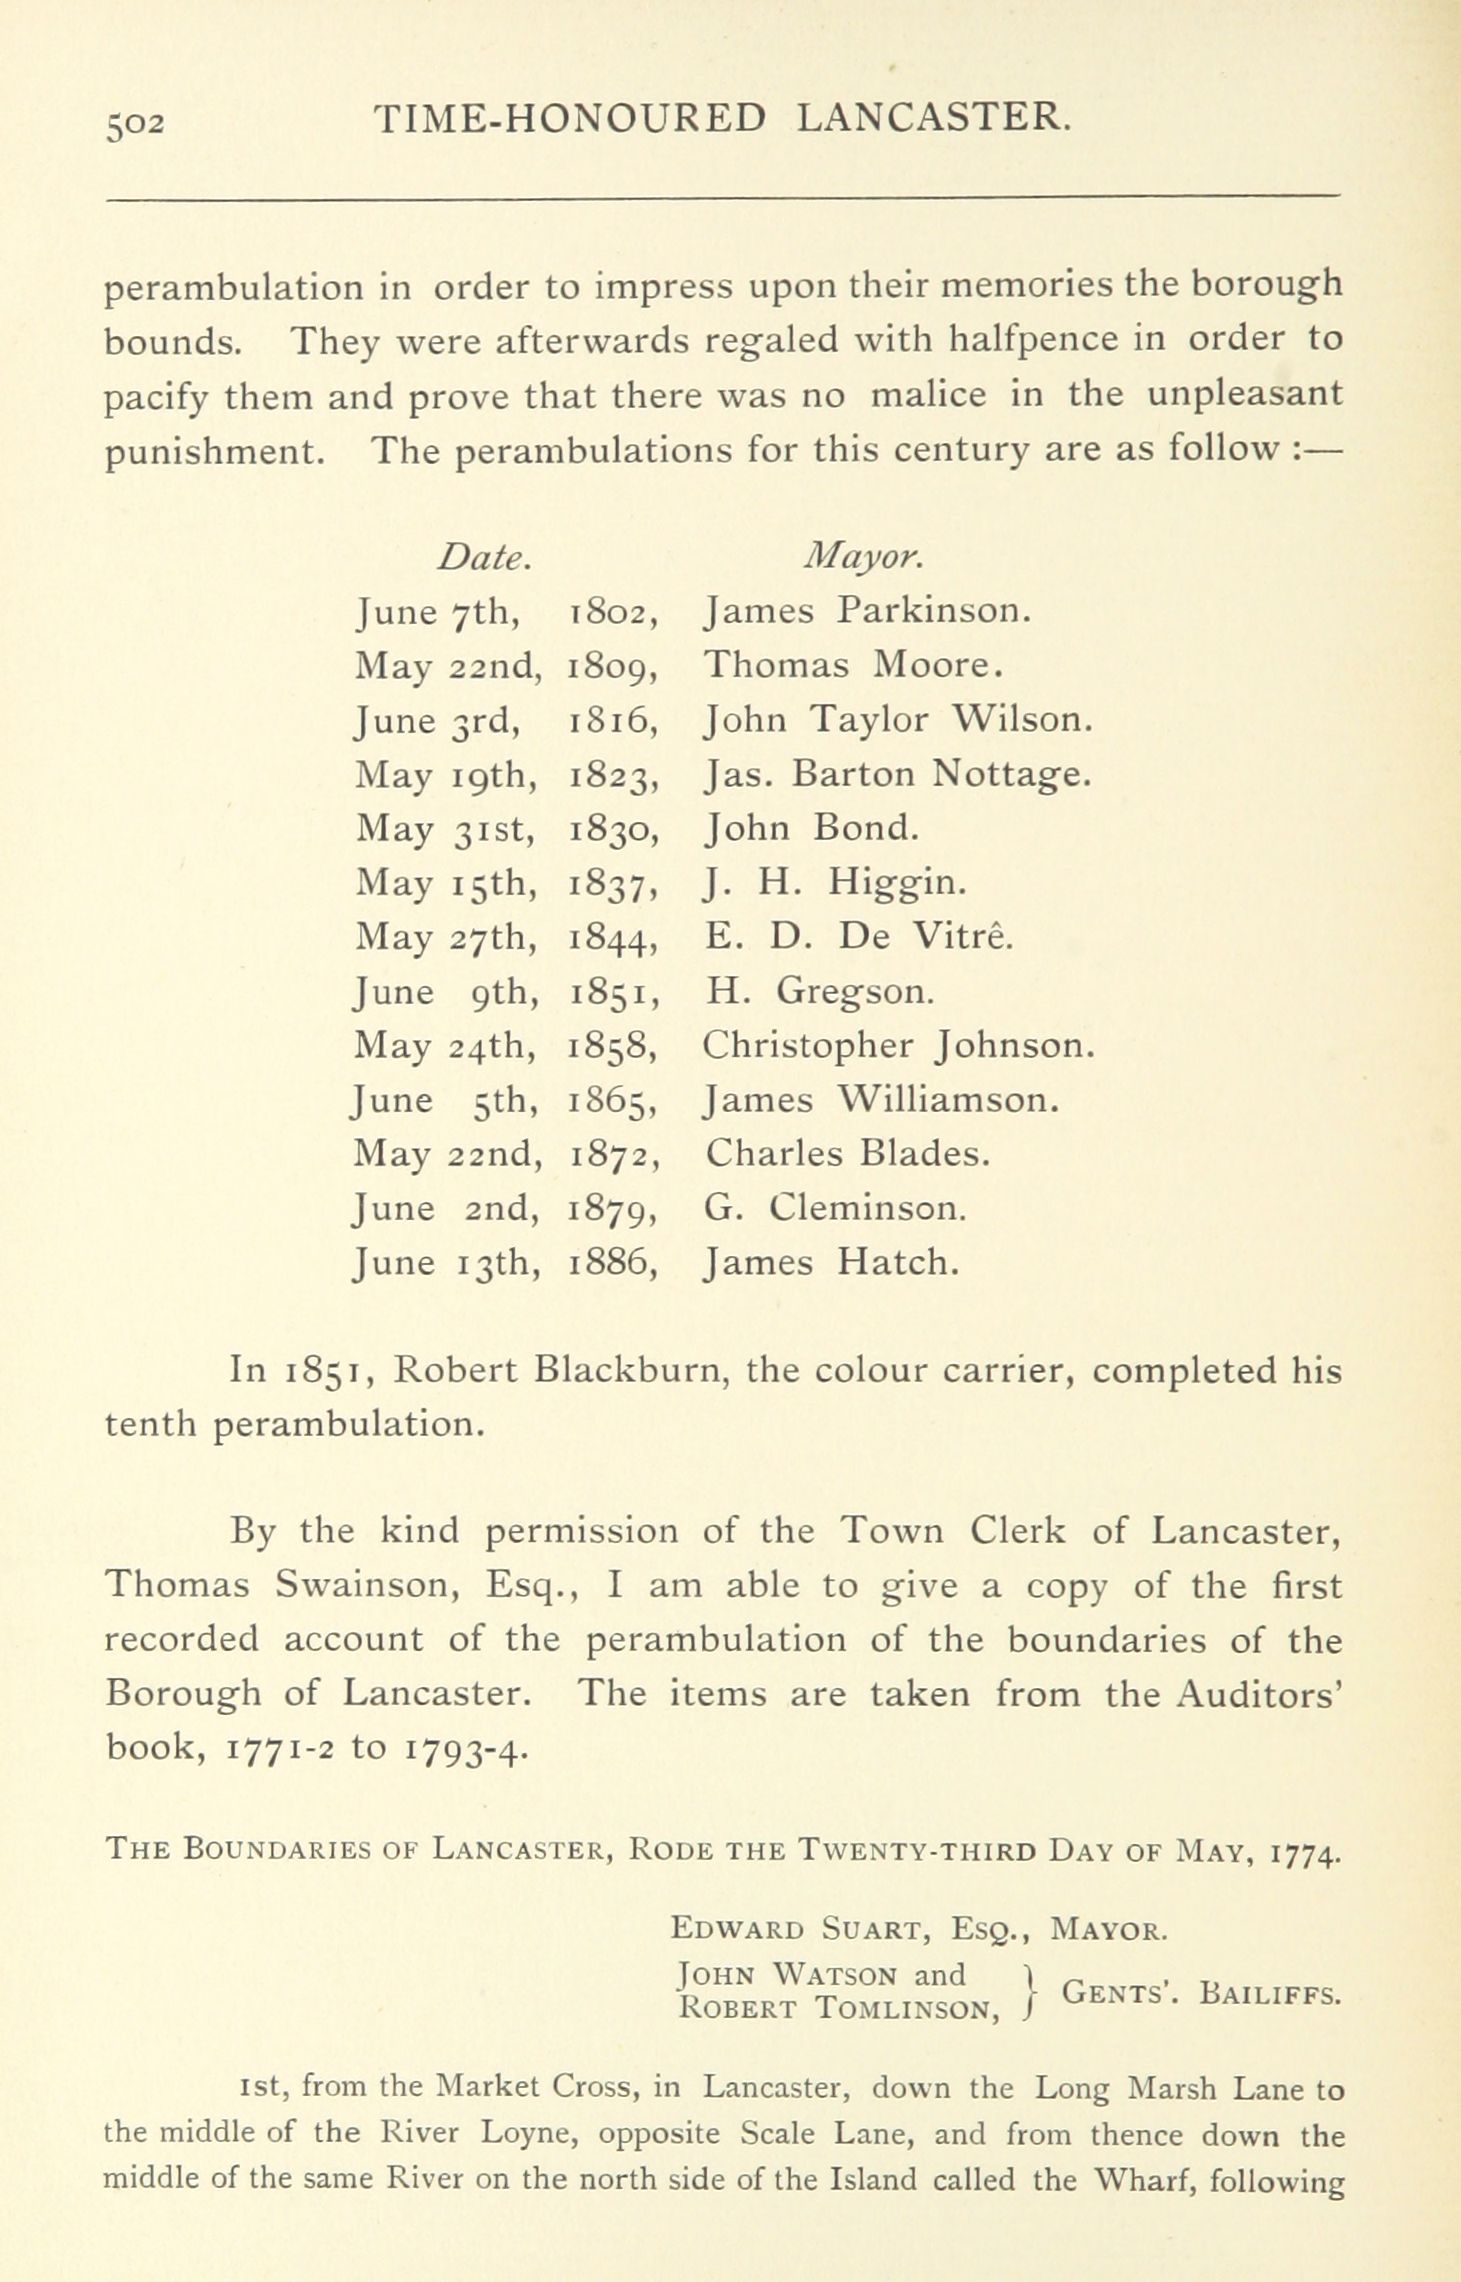 502 TIME-HONOURED LANCASTER.
perambulation in order to impress upon their memories the borough
bounds. They were afterwards regaled with halfpence in order to
pacify them and prove that there was no malice in the unpleasant
punishment. The perambulations for this century are as follow :—
Date. Mayor.
June 7th, 1802, James Parkinson.
May 22nd, 1809, Thomas Moore.
June 3rd, 1816, John Taylor Wilson.
May 19th, 1823, Jas. Barton Nottage.
May 31st, 1830, John Bond.
May 15th, 1837, J. H. Higgin.
May 27th, 1844, E. D. De Vitrê.
June 9th, 1851, H. Gregson.
May 24th, 1858, Christopher Johnson.
June 5th, 1865, James Williamson.
May 22nd, 1872, Charles Blades.
June 2nd, 1879, G. Cleminson.
June 13th, 1886, James Hatch.
In 1851, Robert Blackburn, the colour carrier, completed his
tenth perambulation.
By the kind permission of the Town Clerk of Lancaster,
Thomas Swainson, Esq., I am able to give a copy of the first
recorded account of the perambulation of the boundaries of the
Borough of Lancaster. The items are taken from the Auditors'
book, 1771-2 to 1793-4.
THE BOUNDARIES OF LANCASTER, RODE THE TWENTY-THIRD DAY OF MAY, 1774.
EDWARD SUART, ESQ., MAYOR.
JOHN WATSON and
ROBERT TOMLINSON, } GENTS'. BAILIFFS.
1st, from the Market Cross, in Lancaster, down the Long Marsh Lane to
the middle of the River Loyne, opposite Scale Lane, and from thence down the
middle of the same River on the north side of the Island called the Wharf, following